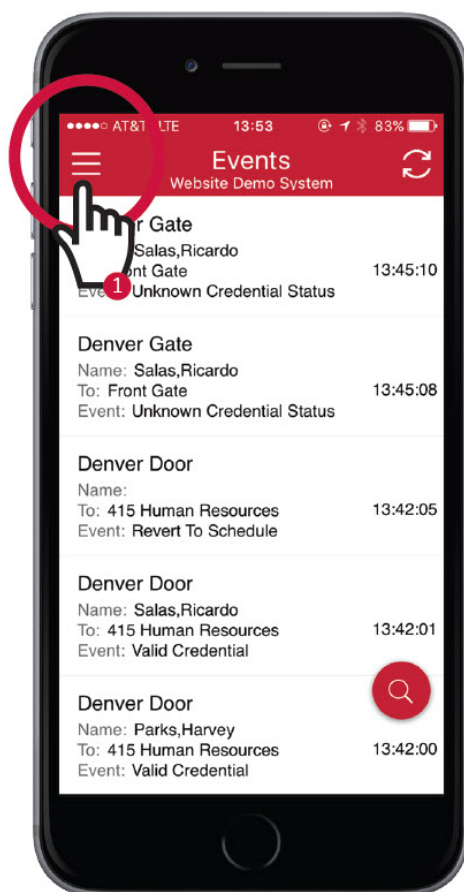 AT&T LTE 13:53 83%
Events
Website Demo System
r Gate
Salas,Ricardo
ont Gate 13:45:10
Eve Unknown Credential Status
1
Denver Gate
Name: Salas,Ricardo
To: Front Gate 13:45:08
Event: Unknown Credential Status
Denver Door
Name:
To: 415 Human Resources 13:42:05
Event: Revert To Schedule
Denver Door
Name: Salas,Ricardo
To: 415 Human Resources 13:42:01
Event: Valid Credential
Denver Door
Name: Parks,Harvey
To: 415 Human Resources 13:42:00
Event: Valid Credential